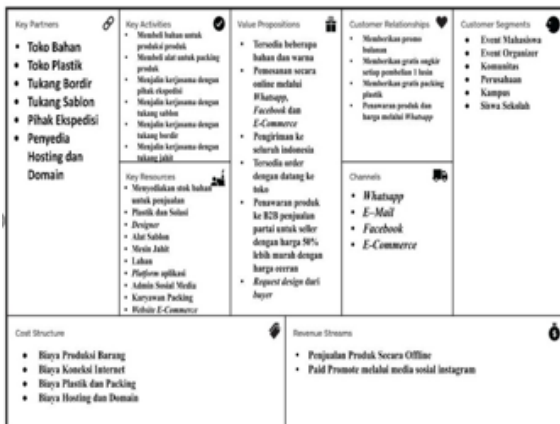 Key Partners
• Toko Bahan
• Toko Plastik
• Tukang Bordir
• Tukang Sablon
• Pihak Ekspedisi
• Penyedia
Hosting dan
Domain
Key Activities
• Membeli bahan untuk
produksi produk
• Membeli alat untuk packing
produk
• Menjalin kerjasama dengan
pihak ekspedisi
• Menjalin kerjasama dengan
tukang sablon
• Menjalin kerjasama dengan
tukang bordir
• Menjalin kerjasama dengan
tukang jahit
Key Resources
• Menyediakan stok bahan
untuk penjualan
• Plastik dan Solasi
• Designer
• Alat Sablon
• Mesin Jahit
• Lahan
• Platform aplikasi
• Admin Sosial Media
• Karyawan Packing
• Website E-Commerce
Value Propositions
• Tersedia beberapa
bahan dan warna
• Pemesanan secara
online melalui
Whatsapp,
Facebook dan
E-Commerce
• Pengiriman ke
seluruh indonesia
• Tersedia order
dengan datang ke
toko
• Penawaran produk
ke B2B penjualan
partai untuk seller
dengan harga 50%
lebih murah dengan
harga eceran
• Request design dari
buyer
Customer Relationships
• Memberikan promo
bulanan
• Memberikan gratis ongkir
setiap pembelian 1 lusin
• Memberikan gratis packing
plastik
• Penawaran produk dan
harga melalui Whatsapp
Channels
• Whatsapp
• E-Mail
• Facebook
• E-Commerce
Customer Segments
• Event Mahasiswa
• Event Organizer
• Komunitas
• Perusahaan
• Kampus
• Siswa Sekolah
Cost Structure
• Biaya Produksi Barang
• Biaya Koneksi Internet
• Biaya Plastik dan Packing
• Biaya Hosting dan Domain
Revenue Streams
• Penjualan Produk Secara Offline
• Paid Promote melalui media sosial instagram